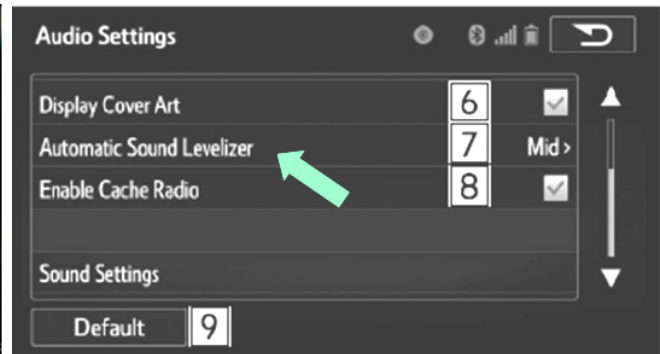 Audio Settings
Display Cover Art 6
Automatic Sound Levelizer 7 Mid >
Enable Cache Radio 8
Sound Settings
Default 9